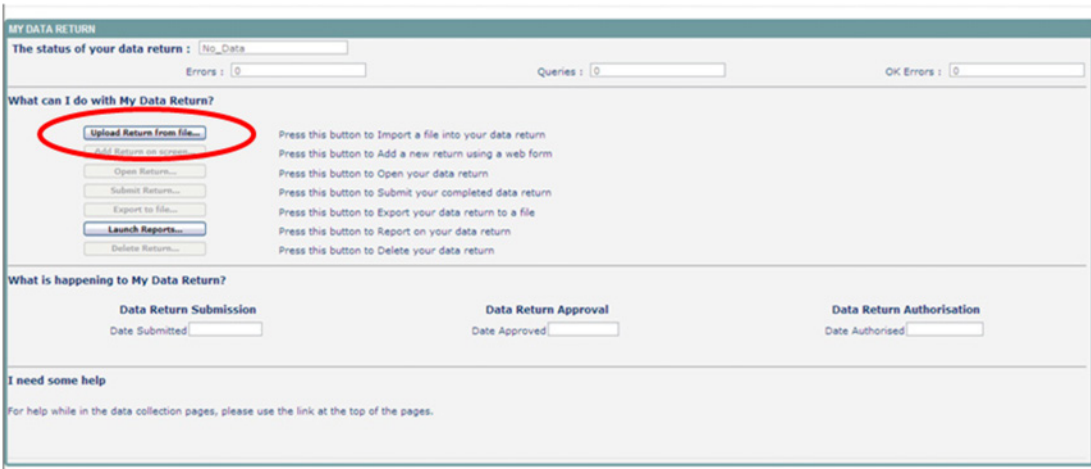 MY DATA RETURN
The status of your data return : No_Data
Errors : 0 Queries : 0 OK Errors : 0
What can I do with My Data Return?
Upload Return from file... Press this button to Import a file into your data return
Add Return on screen... Press this button to Add a new return using a web form
Open Return... Press this button to Open your data return
Submit Return... Press this button to Submit your completed data return
Export to file... Press this button to Export your data return to a file
Launch Reports... Press this button to Report on your data return
Delete Return... Press this button to Delete your data return
What is happening to My Data Return?
Data Return Submission Data Return Approval Data Return Authorisation
Date Submitted Date Approved Date Authorised
I need some help
For help while in the data collection pages, please use the link at the top of the pages.